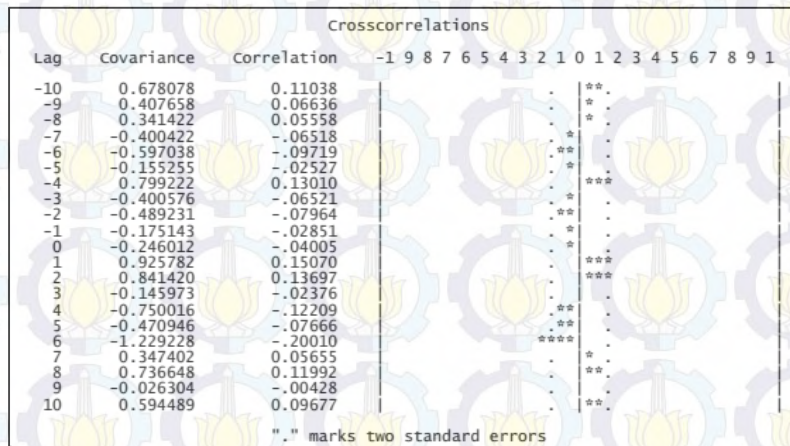 Crosscorrelations
Lag Covariance Correlation -1 9 8 7 6 5 4 3 2 1 0 1 2 3 4 5 6 7 8 9 1
-10 0.678078 0.11038 | . |**. |
-9 0.407658 0.06636 | . |* . |
-8 0.341422 0.05558 | . |* . |
-7 -0.400422 -.06518 | . *| . |
-6 -0.597038 -.09719 | .**| . |
-5 -0.155255 -.02527 | . *| . |
-4 0.799222 0.13010 | . |*** |
-3 -0.400576 -.06521 | . *| . |
-2 -0.489231 -.07964 | .**| . |
-1 -0.175143 -.02851 | . *| . |
0 -0.246012 -.04005 | . *| . |
1 0.925782 0.15070 | . |*** |
2 0.841420 0.13697 | . |*** |
3 -0.145973 -.02376 | . | . |
4 -0.750016 -.12209 | .**| . |
5 -0.470946 -.07666 | .**| . |
6 -1.229228 -.20010 | ****| . |
7 0.347402 0.05655 | . |* . |
8 0.736648 0.11992 | . |**. |
9 -0.026304 -.00428 | . | . |
10 0.594489 0.09677 | . |**. |
"." marks two standard errors